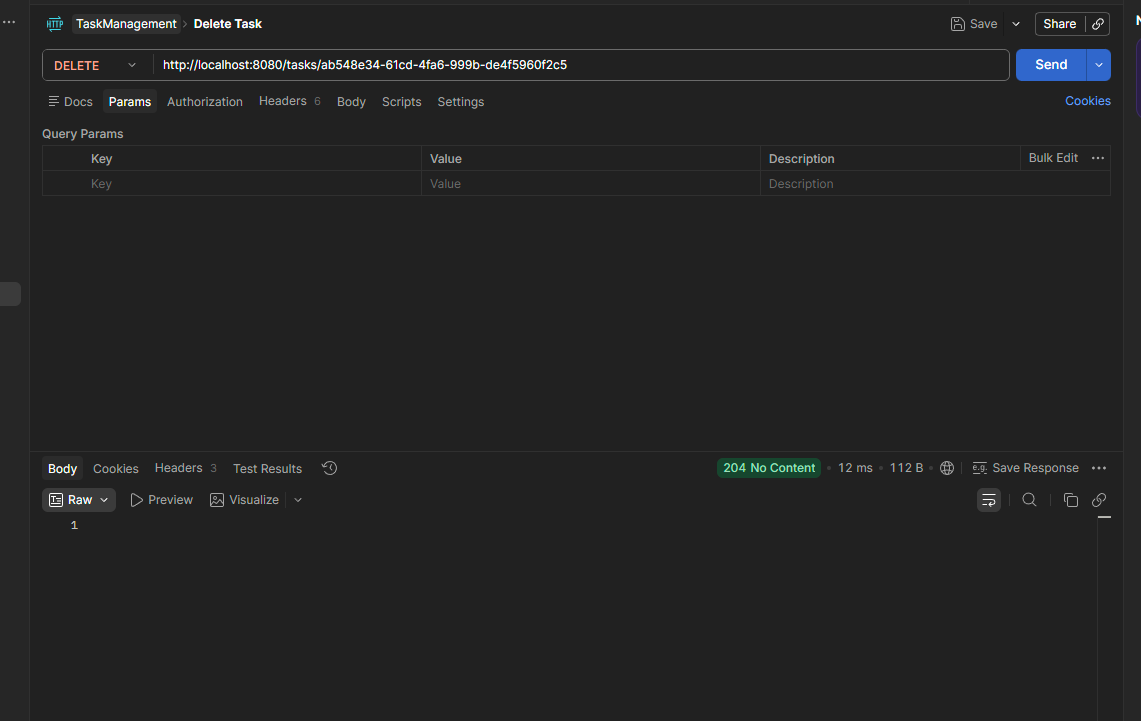 HTTP TaskManagement > Delete Task Save Share
DELETE http://localhost:8080/tasks/ab548e34-61cd-4fa6-999b-de4f5960f2c5 Send
Docs Params Authorization Headers 6 Body Scripts Settings Cookies
Query Params
Key Value Description Bulk Edit ...
Key Value Description
Body Cookies Headers 3 Test Results 204 No Content • 12 ms • 112 B • e.g. Save Response ...
Raw Preview Visualize
1